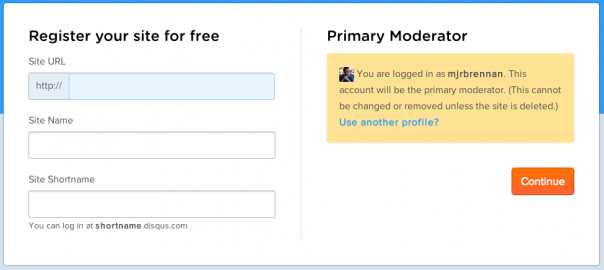 Register your site for free
Site URL
http://
Site Name
Site Shortname
You can log in at shortname.disqus.com
Primary Moderator
You are logged in as mjrbrennan. This
account will be the primary moderator. (This cannot
be changed or removed unless the site is deleted.)
Use another profile?
Continue